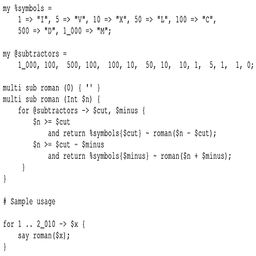 my %symbols =
1 => "I", 5 => "V", 10 => "X", 50 => "L", 100 => "C",
500 => "D", 1_000 => "M";
my @subtractors =
1_000, 100, 500, 100, 100, 10, 50, 10, 10, 1, 5, 1, 1, 0;
multi sub roman (0) { '' }
multi sub roman (Int $n) {
for @subtractors -> $cut, $minus {
$n >= $cut
and return %symbols{$cut} ~ roman($n - $cut);
$n >= $cut - $minus
and return %symbols{$minus} ~ roman($n + $minus);
}
}
# Sample usage
for 1 .. 2_010 -> $x {
say roman($x);
}